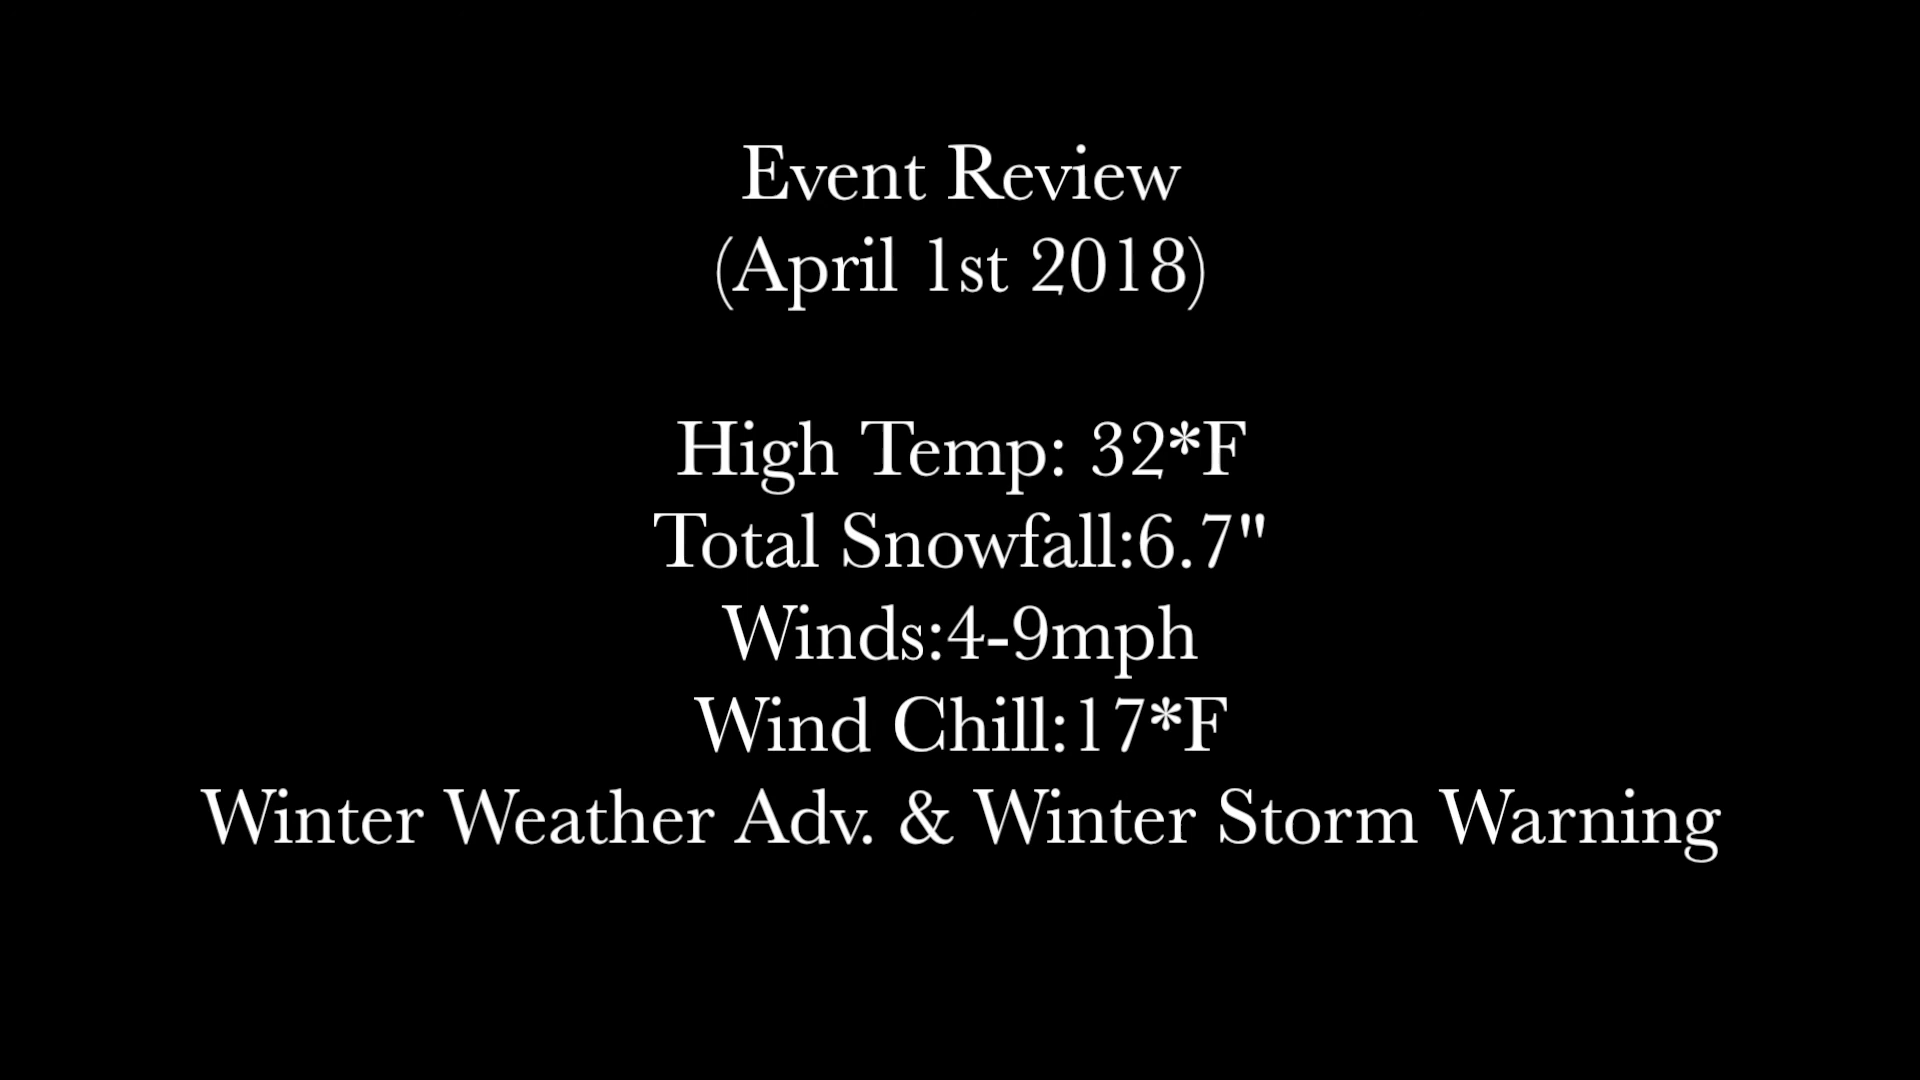 Event Review
(April 1st 2018)
High Temp: 32*F
Total Snowfall:6.7"
Winds:4-9mph
Wind Chill:17*F
Winter Weather Adv. & Winter Storm Warning